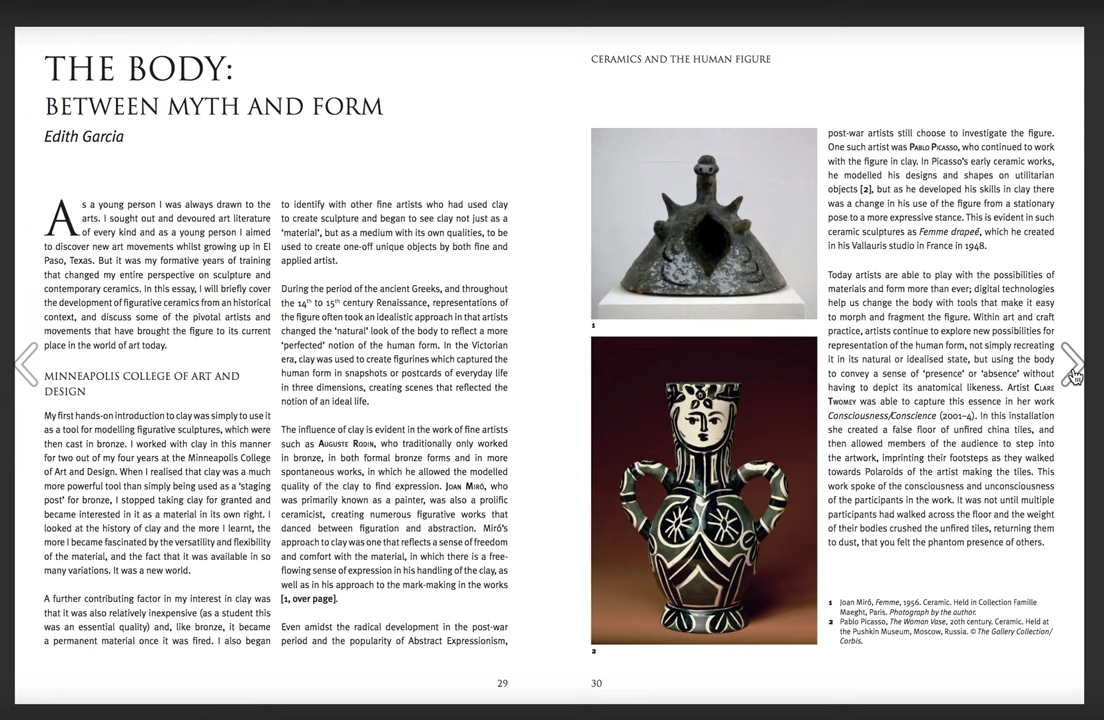 THE BODY:
BETWEEN MYTH AND FORM
Edith Garcia
As a young person I was always drawn to the
arts. I sought out and devoured art literature
of every kind and as a young person I aimed
to discover new art movements whilst growing up in El
Paso, Texas. But it was my formative years of training
that changed my entire perspective on sculpture and
contemporary ceramics. In this essay, I will briefly cover
the development of figurative ceramics from an historical
context, and discuss some of the pivotal artists and
movements that have brought the figure to its current
place in the world of art today.
MINNEAPOLIS COLLEGE OF ART AND
DESIGN
My first hands-on introduction to clay was simply to use it
as a tool for modelling figurative sculptures, which were
then cast in bronze. I worked with clay in this manner
for two out of my four years at the Minneapolis College
of Art and Design. When I realised that clay was a much
more powerful tool than simply being used as a ‘staging
post’ for bronze, I stopped taking clay for granted and
became interested in it as a material in its own right. I
looked at the history of clay and the more I learnt, the
more I became fascinated by the versatility and flexibility
of the material, and the fact that it was available in so
many variations. It was a new world.
A further contributing factor in my interest in clay was
that it was also relatively inexpensive (as a student this
was an essential quality) and, like bronze, it became
a permanent material once it was fired. I also began
to identify with other fine artists who had used clay
to create sculpture and began to see clay not just as a
‘material’, but as a medium with its own qualities, to be
used to create one-off unique objects by both fine and
applied artist.
During the period of the ancient Greeks, and throughout
the 14th to 15th century Renaissance, representations of
the figure often took an idealistic approach in that artists
changed the ‘natural’ look of the body to reflect a more
‘perfected’ notion of the human form. In the Victorian
era, clay was used to create figurines which captured the
human form in snapshots or postcards of everyday life
in three dimensions, creating scenes that reflected the
notion of an ideal life.
The influence of clay is evident in the work of fine artists
such as AUGUSTE RODIN, who traditionally only worked
in bronze, in both formal bronze forms and in more
spontaneous works, in which he allowed the modelled
quality of the clay to find expression. JOAN MIRÓ, who
was primarily known as a painter, was also a prolific
ceramicist, creating numerous figurative works that
danced between figuration and abstraction. Miró’s
approach to clay was one that reflects a sense of freedom
and comfort with the material, in which there is a free-
flowing sense of expression in his handling of the clay, as
well as in his approach to the mark-making in the works
[1, over page].
Even amidst the radical development in the post-war
period and the popularity of Abstract Expressionism,
29
CERAMICS AND THE HUMAN FIGURE
1
2
post-war artists still choose to investigate the figure.
One such artist was PABLO PICASSO, who continued to work
with the figure in clay. In Picasso’s early ceramic works,
he modelled his designs and shapes on utilitarian
objects [2], but as he developed his skills in clay there
was a change in his use of the figure from a stationary
pose to a more expressive stance. This is evident in such
ceramic sculptures as Femme drapeé, which he created
in his Vallauris studio in France in 1948.
Today artists are able to play with the possibilities of
materials and form more than ever; digital technologies
help us change the body with tools that make it easy
to morph and fragment the figure. Within art and craft
practice, artists continue to explore new possibilities for
representation of the human form, not simply recreating
it in its natural or idealised state, but using the body
to convey a sense of ‘presence’ or ‘absence’ without
having to depict its anatomical likeness. Artist CLARE
TWOMEY was able to capture this essence in her work
Consciousness/Conscience (2001–4). In this installation
she created a false floor of unfired china tiles, and
then allowed members of the audience to step into
the artwork, imprinting their footsteps as they walked
towards Polaroids of the artist making the tiles. This
work spoke of the consciousness and unconsciousness
of the participants in the work. It was not until multiple
participants had walked across the floor and the weight
of their bodies crushed the unfired tiles, returning them
to dust, that you felt the phantom presence of others.
1 Joan Miró, Femme, 1956. Ceramic. Held in Collection Famille
Maeght, Paris. Photograph by the author.
2 Pablo Picasso, The Woman Vase, 20th century. Ceramic. Held at
the Pushkin Museum, Moscow, Russia. © The Gallery Collection/
Corbis.
30